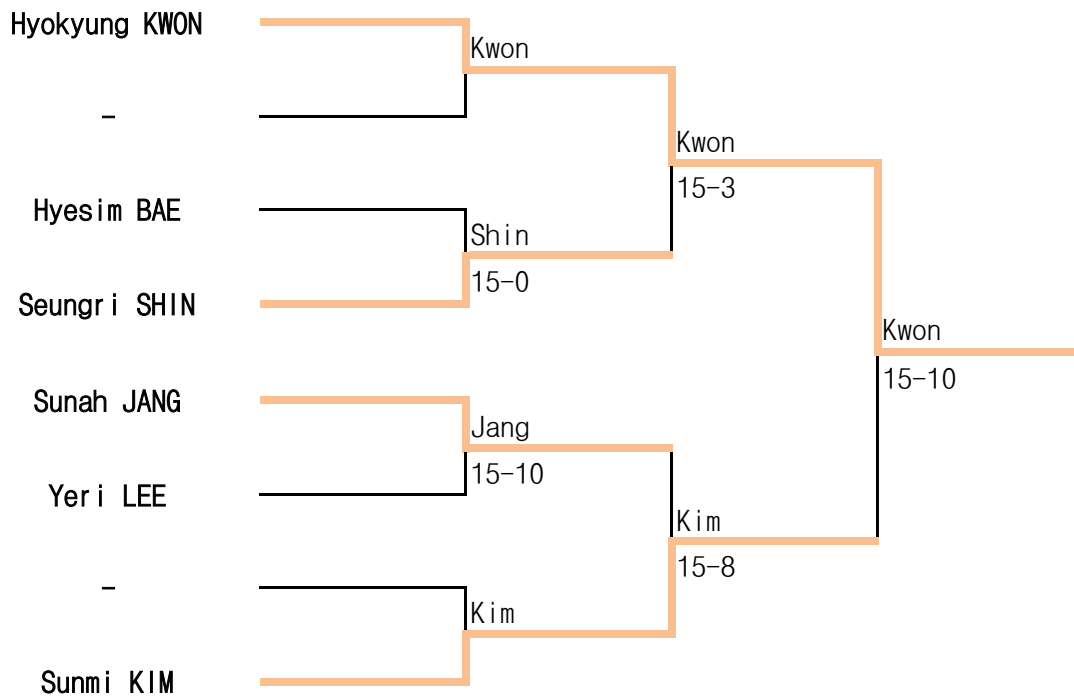 Hyokyung KWON
Kwon
-
Kwon
15-3
Hyesim BAE
Shin
15-0
Seungri SHIN
Kwon
15-10
Sunah JANG
Jang
15-10
Yeri LEE
Kim
15-8
-
Kim
Sunmi KIM